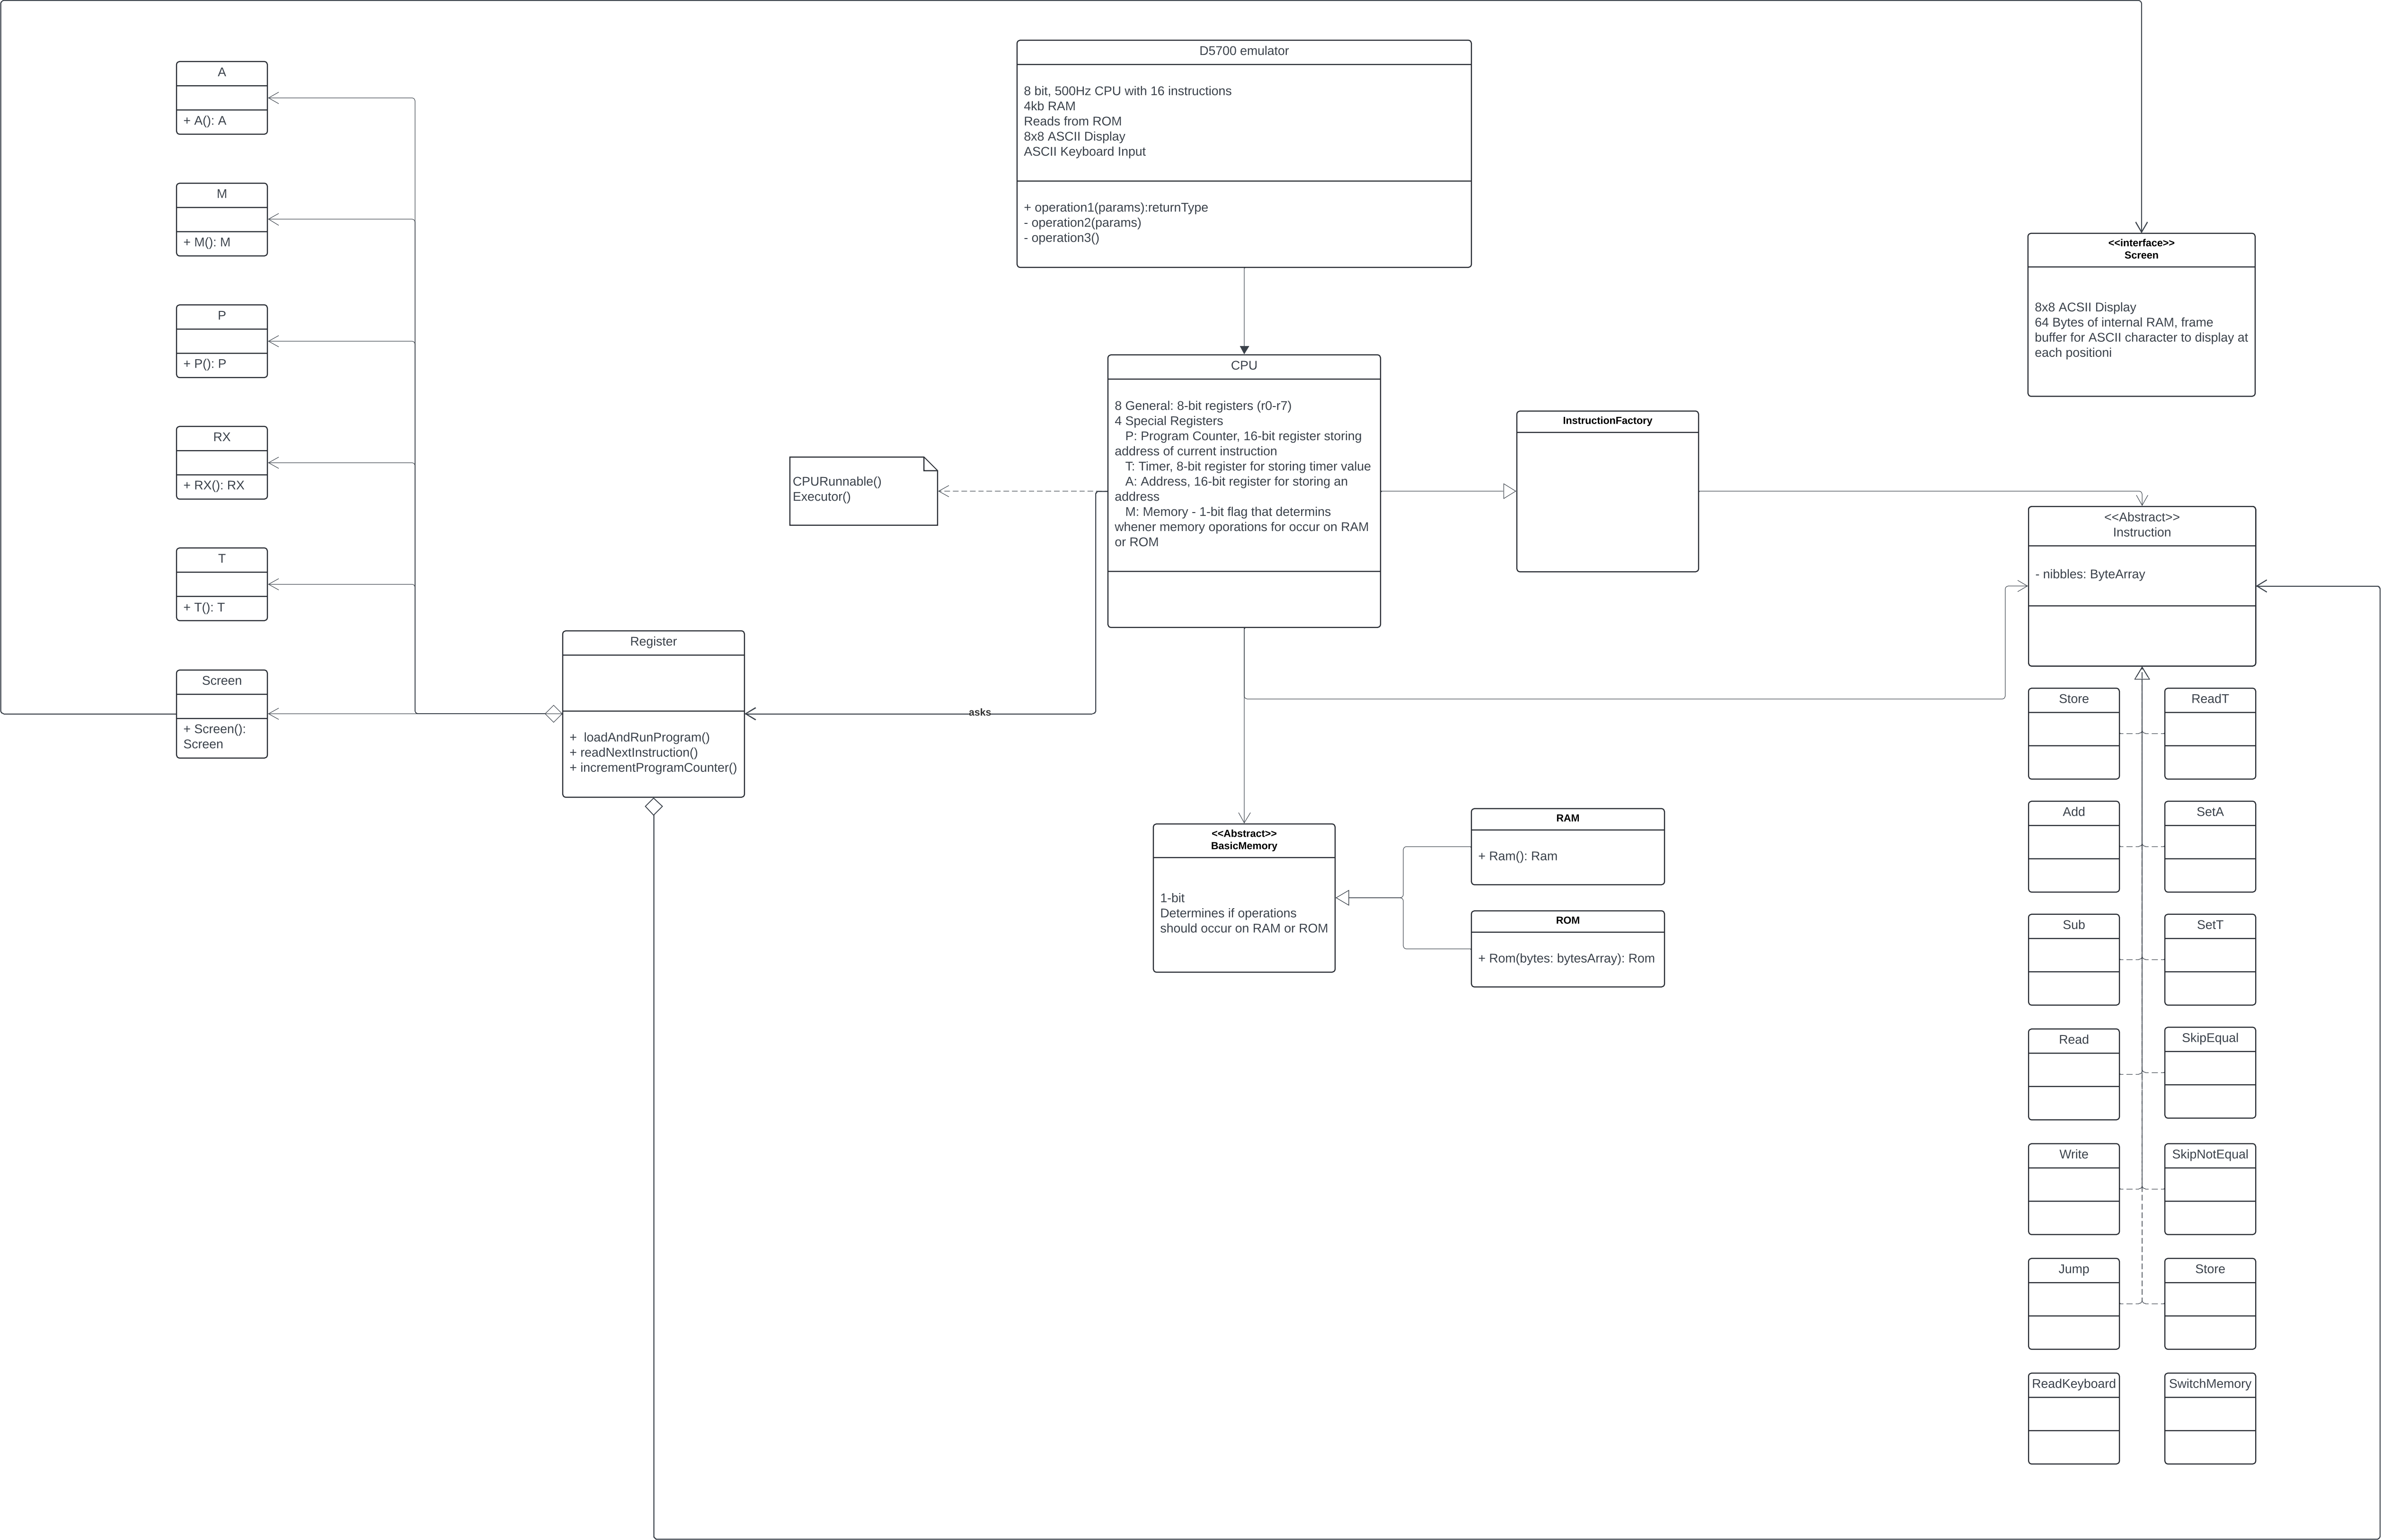 D5700 emulator
8 bit, 500Hz CPU with 16 instructions
4kb RAM
Reads from ROM
8x8 ASCII Display
ASCII Keyboard Input
+ operation1(params):returnType
- operation2(params)
- operation3()
A
+ A(): A
M
+ M(): M
P
+ P(): P
RX
+ RX(): RX
T
+ T(): T
Screen
+ Screen():
Screen
Register
+  loadAndRunProgram()
+ readNextInstruction()
+ incrementProgramCounter()
CPURunnable()
Executor()
asks
CPU
8 General: 8-bit registers (r0-r7)
4 Special Registers
P: Program Counter, 16-bit register storing
address of current instruction
T: Timer, 8-bit register for storing timer value
A: Address, 16-bit register for storing an
address
M: Memory - 1-bit flag that determins
whener memory oporations for occur on RAM
or ROM
InstructionFactory
<<interface>>
Screen
8x8 ACSII Display
64 Bytes of internal RAM, frame
buffer for ASCII character to display at
each positioni
<<Abstract>>
Instruction
- nibbles: ByteArray
<<Abstract>>
BasicMemory
1-bit
Determines if operations
should occur on RAM or ROM
RAM
+ Ram(): Ram
ROM
+ Rom(bytes: bytesArray): Rom
Store
ReadT
Add
SetA
Sub
SetT
Read
SkipEqual
Write
SkipNotEqual
Jump
Store
ReadKeyboard
SwitchMemory